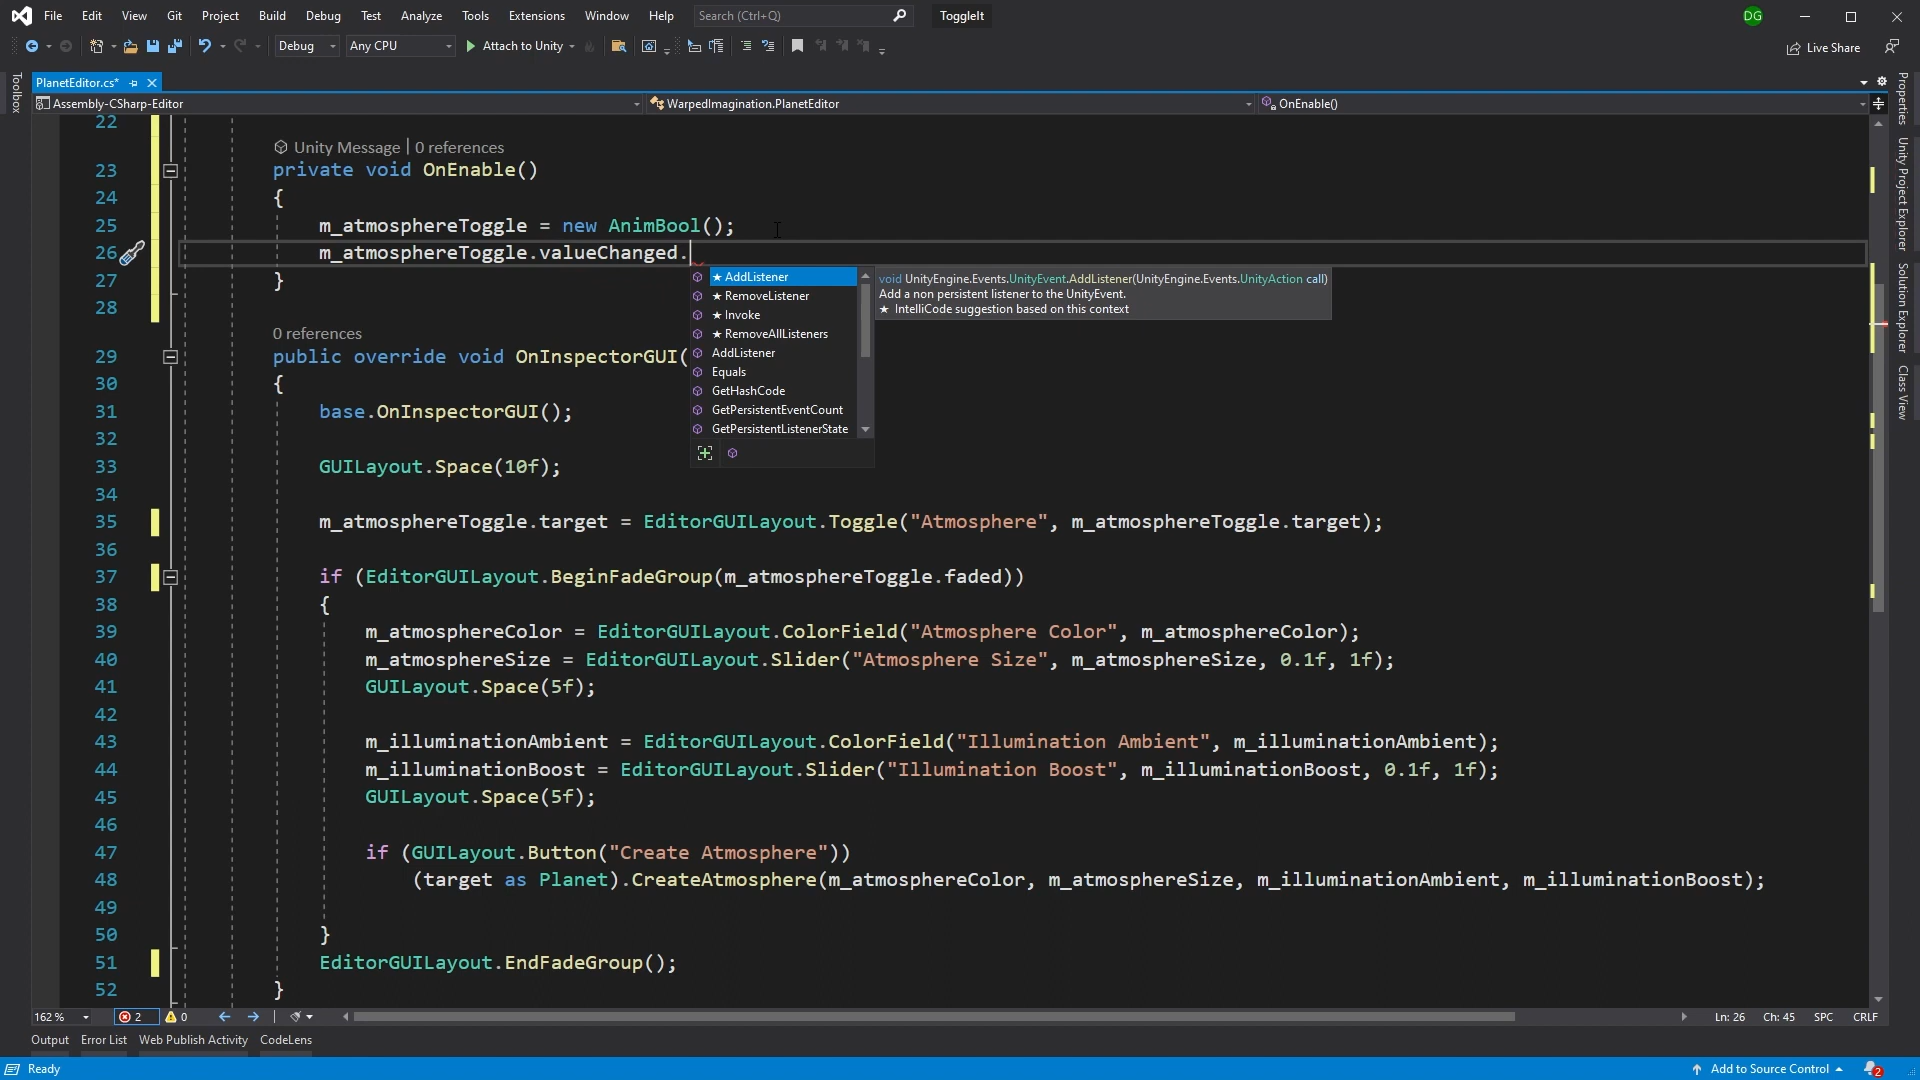 File Edit View Git Project Build Debug Test Analyze Tools Extensions Window Help Search (Ctrl+Q) ToggleIt DG
Debug Any CPU Attach to Unity Live Share
PlanetEditor.cs*
Assembly-CSharp-Editor WarpedImagination.PlanetEditor OnEnable()
Toolbox
Properties
Unity Project Explorer
Solution Explorer
Class View
22
Unity Message | 0 references
23 private void OnEnable()
24 {
25 m_atmosphereToggle = new AnimBool();
26 m_atmosphereToggle.valueChanged.
27 }
28
★ AddListener
★ RemoveListener
★ Invoke
★ RemoveAllListeners
AddListener
Equals
GetHashCode
GetPersistentEventCount
GetPersistentListenerState
void UnityEngine.Events.UnityEvent.AddListener(UnityEngine.Events.UnityAction call)
Add a non persistent listener to the UnityEvent.
★ IntelliCode suggestion based on this context
0 references
29 public override void OnInspectorGUI(
30 {
31 base.OnInspectorGUI();
32
33 GUILayout.Space(10f);
34
35 m_atmosphereToggle.target = EditorGUILayout.Toggle("Atmosphere", m_atmosphereToggle.target);
36
37 if (EditorGUILayout.BeginFadeGroup(m_atmosphereToggle.faded))
38 {
39 m_atmosphereColor = EditorGUILayout.ColorField("Atmosphere Color", m_atmosphereColor);
40 m_atmosphereSize = EditorGUILayout.Slider("Atmosphere Size", m_atmosphereSize, 0.1f, 1f);
41 GUILayout.Space(5f);
42
43 m_illuminationAmbient = EditorGUILayout.ColorField("Illumination Ambient", m_illuminationAmbient);
44 m_illuminationBoost = EditorGUILayout.Slider("Illumination Boost", m_illuminationBoost, 0.1f, 1f);
45 GUILayout.Space(5f);
46
47 if (GUILayout.Button("Create Atmosphere"))
48 (target as Planet).CreateAtmosphere(m_atmosphereColor, m_atmosphereSize, m_illuminationAmbient, m_illuminationBoost);
49
50 }
51 EditorGUILayout.EndFadeGroup();
52 }
162 % 2 0 Ln: 26 Ch: 45 SPC CRLF
Output Error List Web Publish Activity CodeLens
Ready Add to Source Control 2